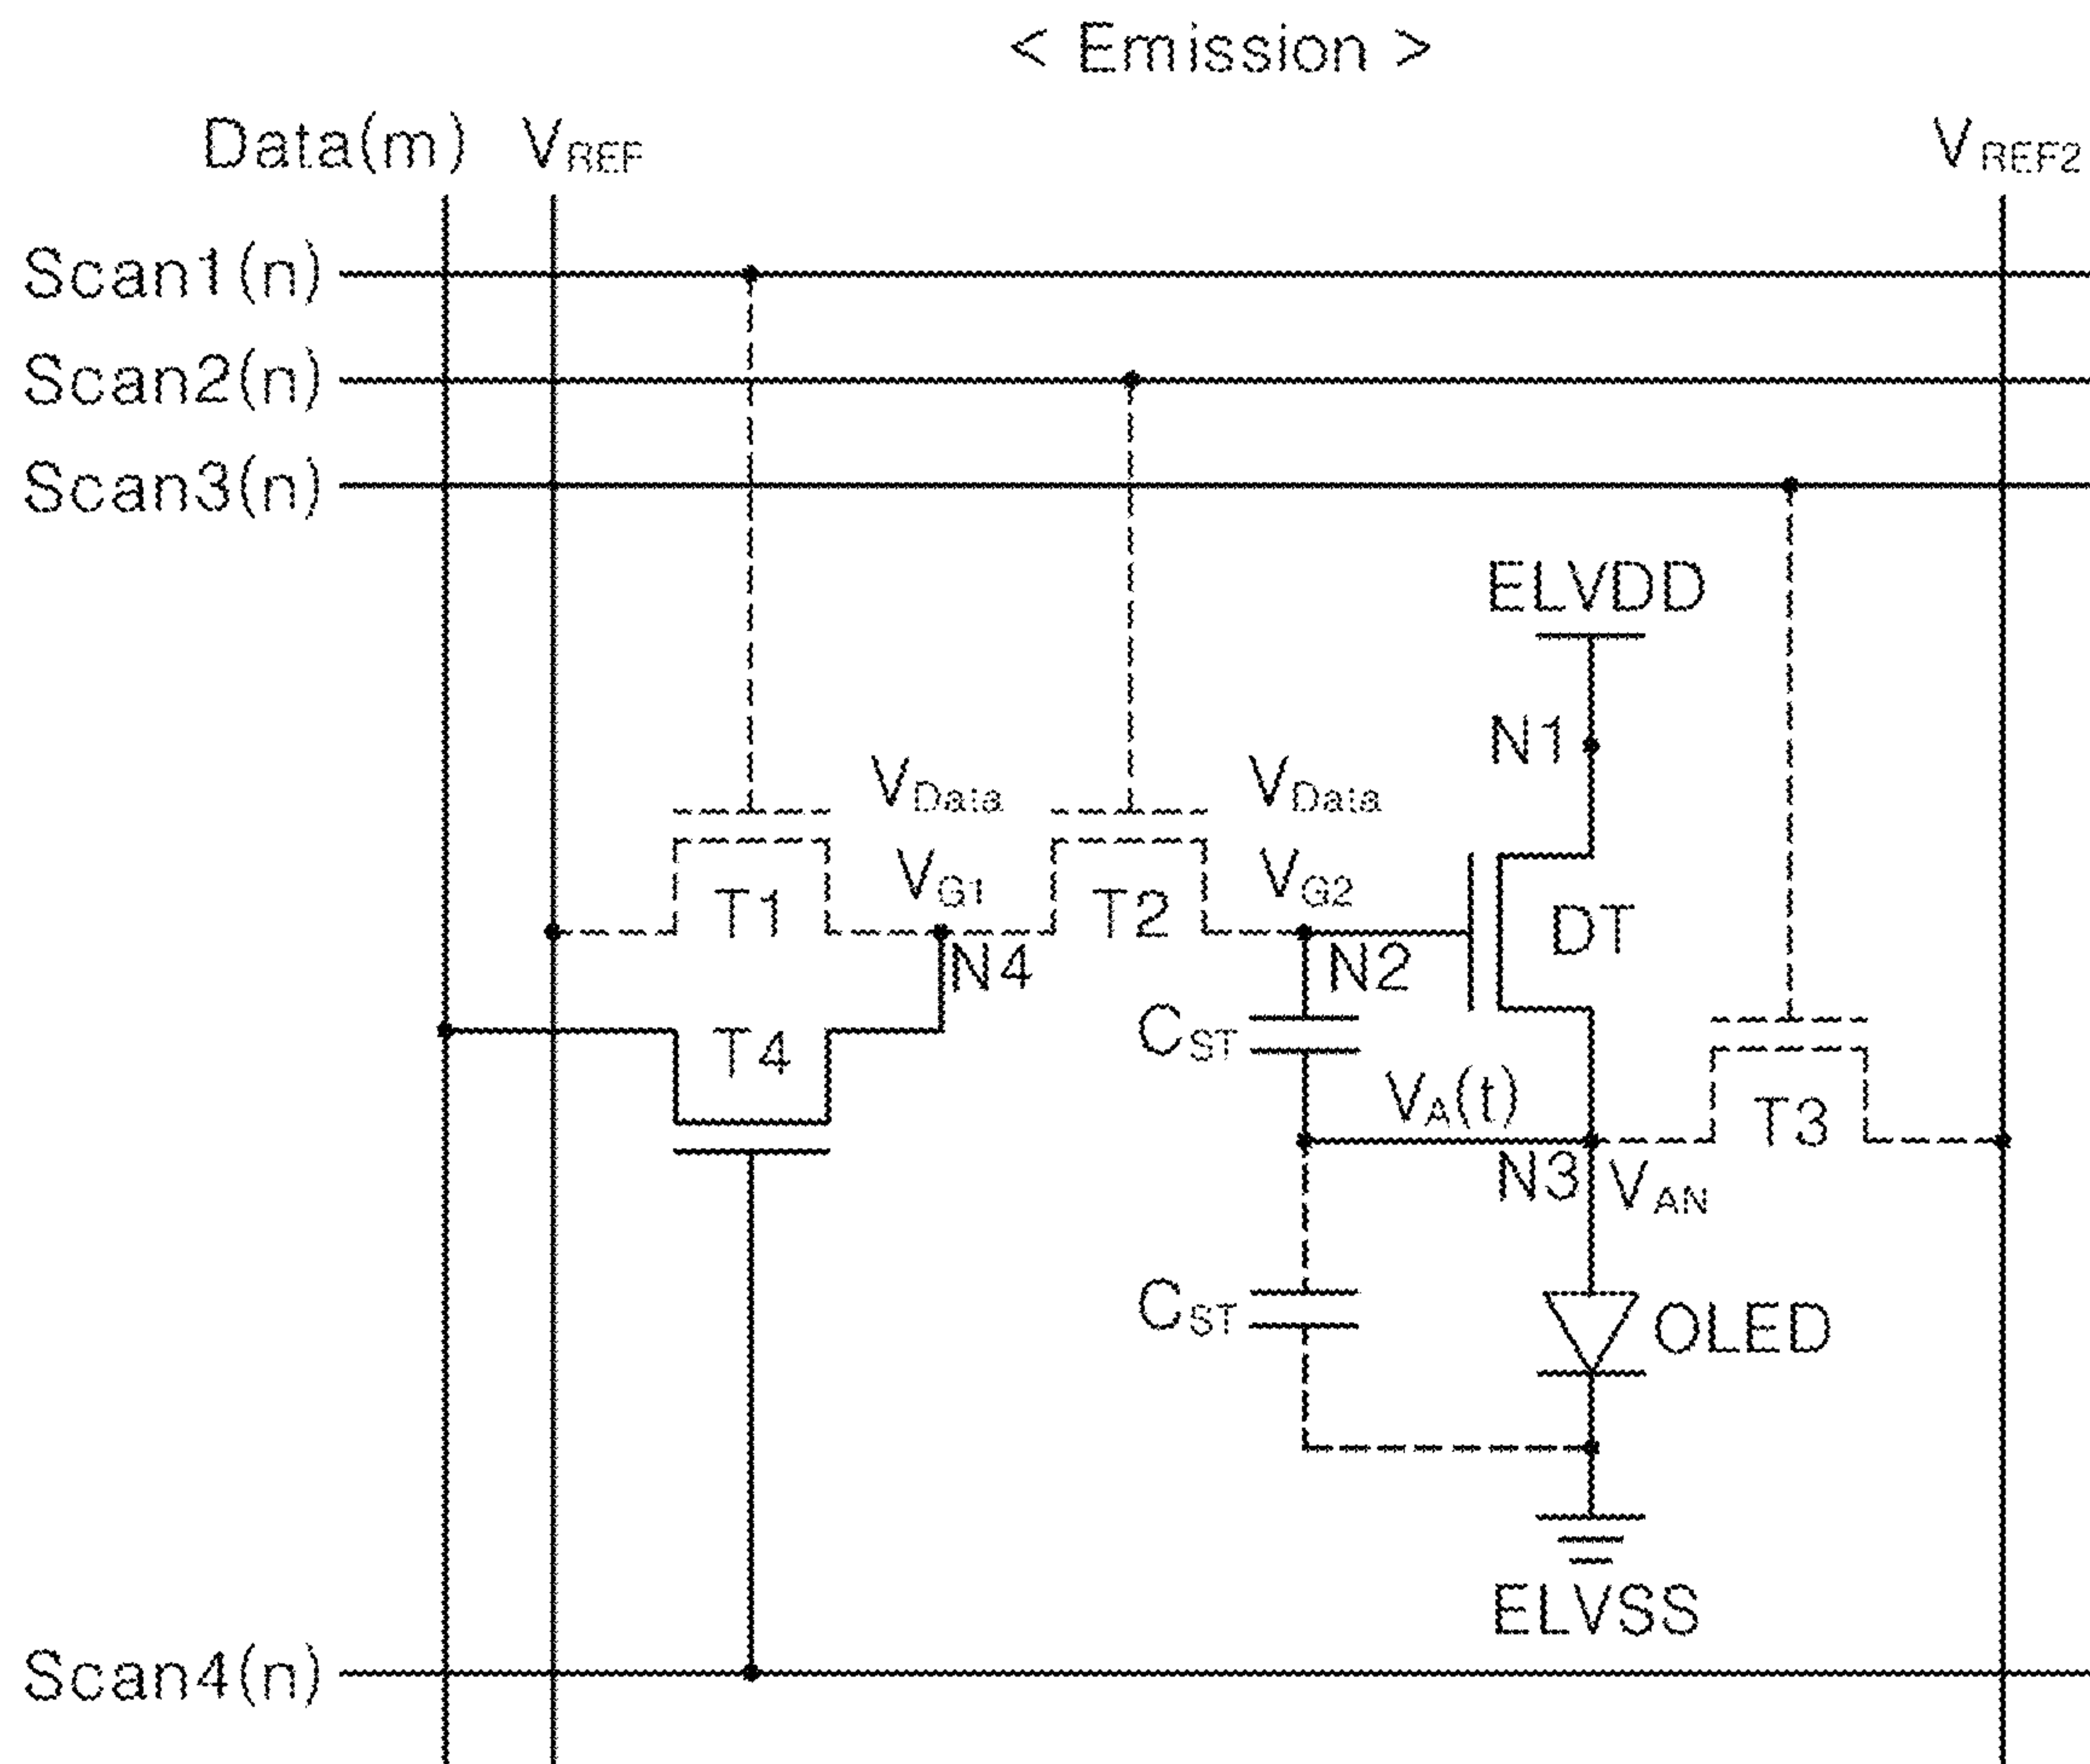 < Emission >
Data(m) VREF VREF2
Scan1(n)
Scan2(n)
Scan3(n)
ELVDD
N1
VData VData
VG1 VG2
T1 T2 DT
N4 N2
T4 CST
VA(t) T3
N3 VAN
CST OLED
ELVSS
Scan4(n)